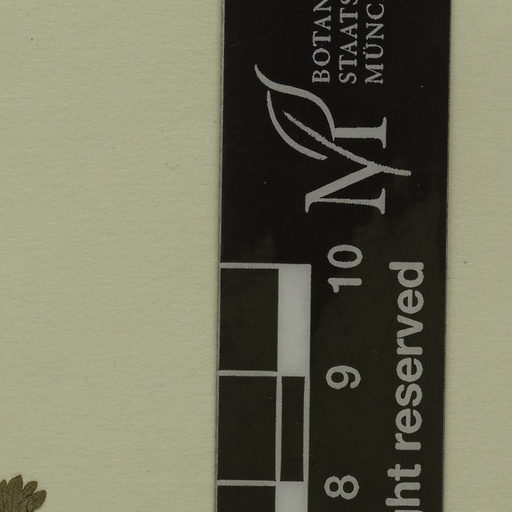 BOTAN
STAATS
MÜNC
M
10
9
8
ght reserved